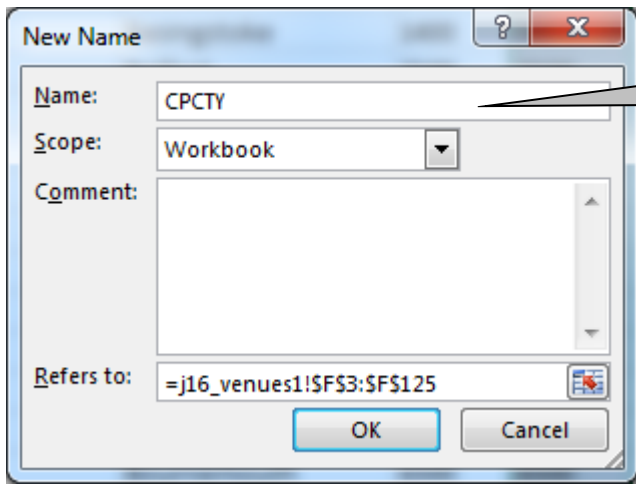 New Name
Name: CPCTY
Scope: Workbook
Comment:
Refers to: =j16_venues1!$F$3:$F$125
OK Cancel